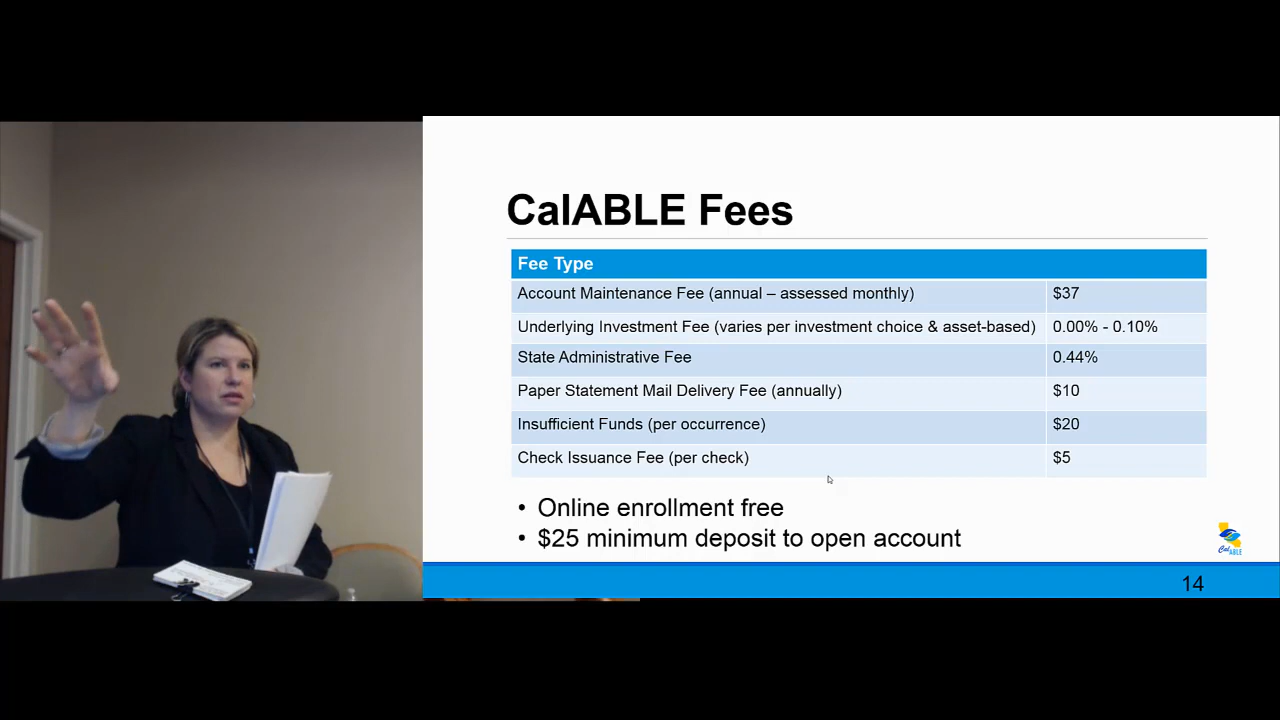 CalABLE Fees
Fee Type
Account Maintenance Fee (annual – assessed monthly) $37
Underlying Investment Fee (varies per investment choice & asset-based) 0.00% - 0.10%
State Administrative Fee 0.44%
Paper Statement Mail Delivery Fee (annually) $10
Insufficient Funds (per occurrence) $20
Check Issuance Fee (per check) $5
• Online enrollment free
• $25 minimum deposit to open account
CalABLE
14